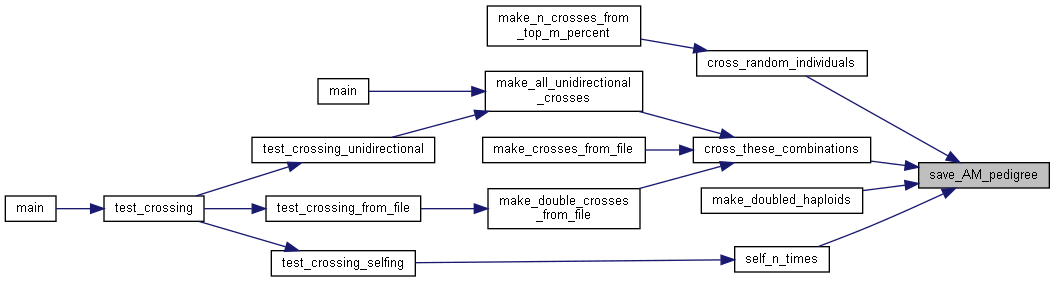 make_n_crosses_from
_top_m_percent
cross_random_individuals
main
make_all_unidirectional
_crosses
test_crossing_unidirectional
make_crosses_from_file
cross_these_combinations
save_AM_pedigree
main
test_crossing
test_crossing_from_file
make_double_crosses
_from_file
make_doubled_haploids
test_crossing_selfing
self_n_times